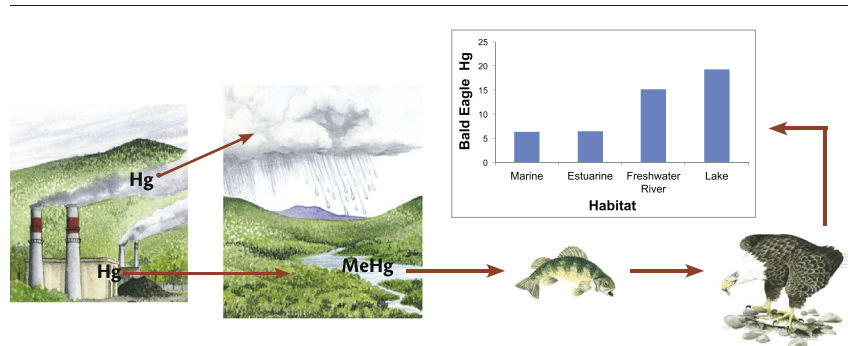 Hg
Hg
MeHg
Bald Eagle Hg
25
20
15
10
5
0
Marine
Estuarine
Freshwater
River
Lake
Habitat